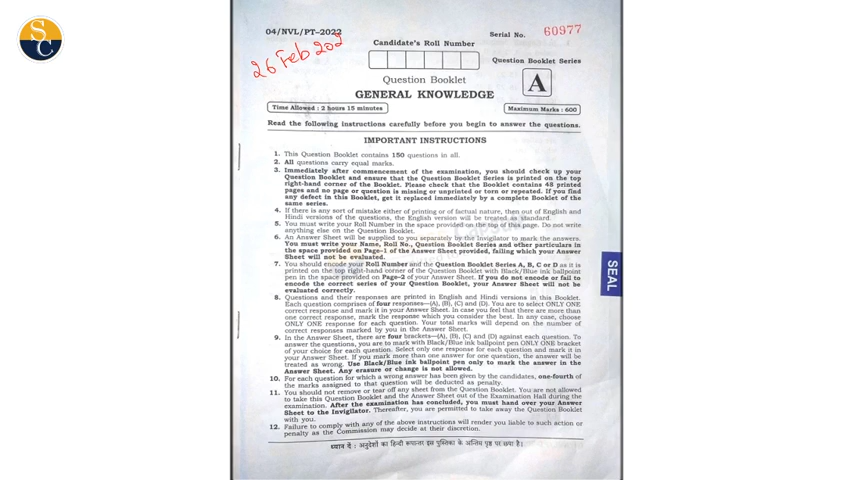 S
C
04/NVL/PT–2022
Serial No. 60977
26 Feb 202
Candidate's Roll Number
Question Booklet Series
Question Booklet
A
GENERAL KNOWLEDGE
Time Allowed : 2 hours 15 minutes
Maximum Marks : 600
Read the following instructions carefully before you begin to answer the questions.
IMPORTANT INSTRUCTIONS
1. This Question Booklet contains 150 questions in all.
2. All questions carry equal marks.
3. Immediately after commencement of the examination, you should check up your
Question Booklet and ensure that the Question Booklet Series is printed on the top
right-hand corner of the Booklet. Please check that the Booklet contains 48 printed
pages and no page or question is missing or unprinted or torn or repeated. If you find
any defect in this Booklet, get it replaced immediately by a complete Booklet of the
same series.
4. If there is any sort of mistake either of printing or of factual nature, then out of English and
Hindi versions of the questions, the English version will be treated as standard.
5. You must write your Roll Number in the space provided on the top of this page. Do not write
anything else on the Question Booklet.
6. An Answer Sheet will be supplied to you separately by the Invigilator to mark the answers.
You must write your Name, Roll No., Question Booklet Series and other particulars in
the space provided on Page-1 of the Answer Sheet provided, failing which your Answer
Sheet will not be evaluated.
7. You should encode your Roll Number and the Question Booklet Series A, B, C or D as it is
printed on the top right-hand corner of the Question Booklet with Black/Blue ink ballpoint
pen in the space provided on Page-2 of your Answer Sheet. If you do not encode or fail to
encode the correct series of your Question Booklet, your Answer Sheet will not be
evaluated correctly.
8. Questions and their responses are printed in English and Hindi versions in this Booklet.
Each question comprises of four responses—(A), (B), (C) and (D). You are to select ONLY ONE
correct response and mark it in your Answer Sheet. In case you feel that there are more than
one correct response, mark the response which you consider the best. In any case, choose
ONLY ONE response for each question. Your total marks will depend on the number of
correct responses marked by you in the Answer Sheet.
9. In the Answer Sheet, there are four brackets—(A), (B), (C) and (D) against each question. To
answer the questions, you are to mark with Black/Blue ink ballpoint pen ONLY ONE bracket
of your choice for each question. Select only one response for each question and mark it in
your Answer Sheet. If you mark more than one answer for one question, the answer will be
treated as wrong. Use Black/Blue ink ballpoint pen only to mark the answer in the
Answer Sheet. Any erasure or change is not allowed.
10. For each question for which a wrong answer has been given by the candidates, one-fourth of
the marks assigned to that question will be deducted as penalty.
11. You should not remove or tear off any sheet from the Question Booklet. You are not allowed
to take this Question Booklet and the Answer Sheet out of the Examination Hall during the
examination. After the examination has concluded, you must hand over your Answer
Sheet to the Invigilator. Thereafter, you are permitted to take away the Question Booklet
with you.
12. Failure to comply with any of the above instructions will render you liable to such action or
penalty as the Commission may decide at their discretion.
ध्यान दें : अनुदेशों का हिन्दी रूपान्तर इस पुस्तिका के अन्तिम पृष्ठ पर छपा है।
SEAL